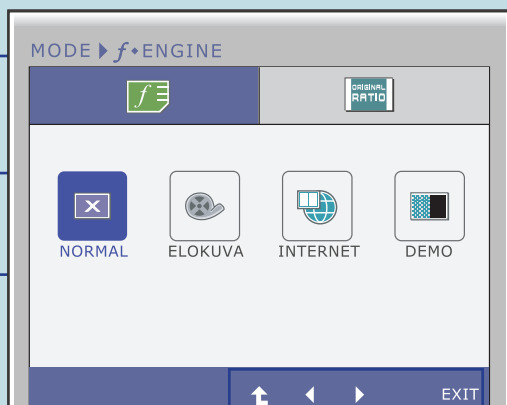 MODE f·ENGINE
f
ORIGINAL
RATIO
NORMAL ELOKUVA INTERNET DEMO
EXIT